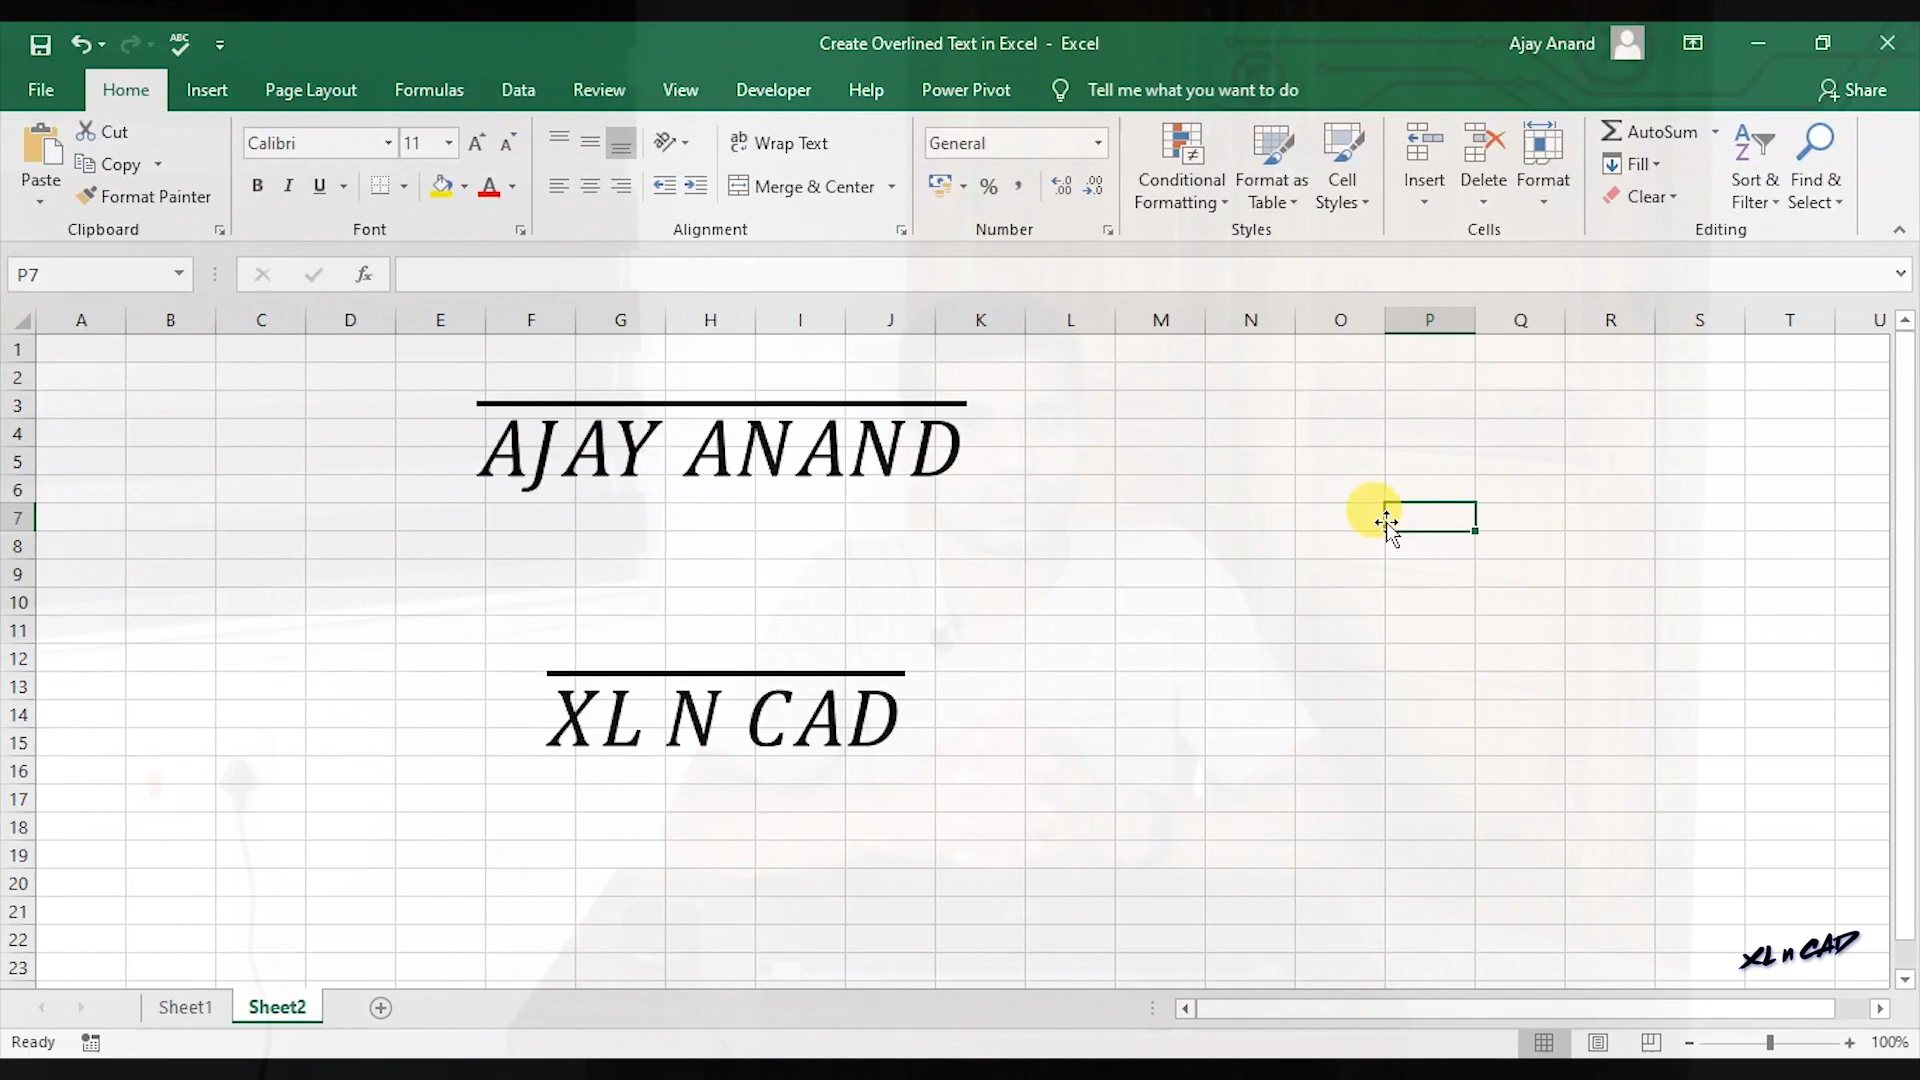 Create Overlined Text in Excel - Excel
Ajay Anand
ABC
File Home Insert Page Layout Formulas Data Review View Developer Help Power Pivot Tell me what you want to do Share
Paste
Cut
Copy
Format Painter
Clipboard
Calibri 11
B I U
Font
Wrap Text
Merge & Center
Alignment
General
% ,
Number
Conditional Formatting
Format as Table
Cell Styles
Styles
Insert Delete Format
Cells
AutoSum
Fill
Clear
Sort & Filter
Find & Select
Editing
P7
fx
A B C D E F G H I J K L M N O P Q R S T U
1
2
3
4
5
6
7
8
9
10
11
12
13
14
15
16
17
18
19
20
21
22
23
AJAY ANAND
XL N CAD
XL n CAD
Sheet1 Sheet2
Ready
100%